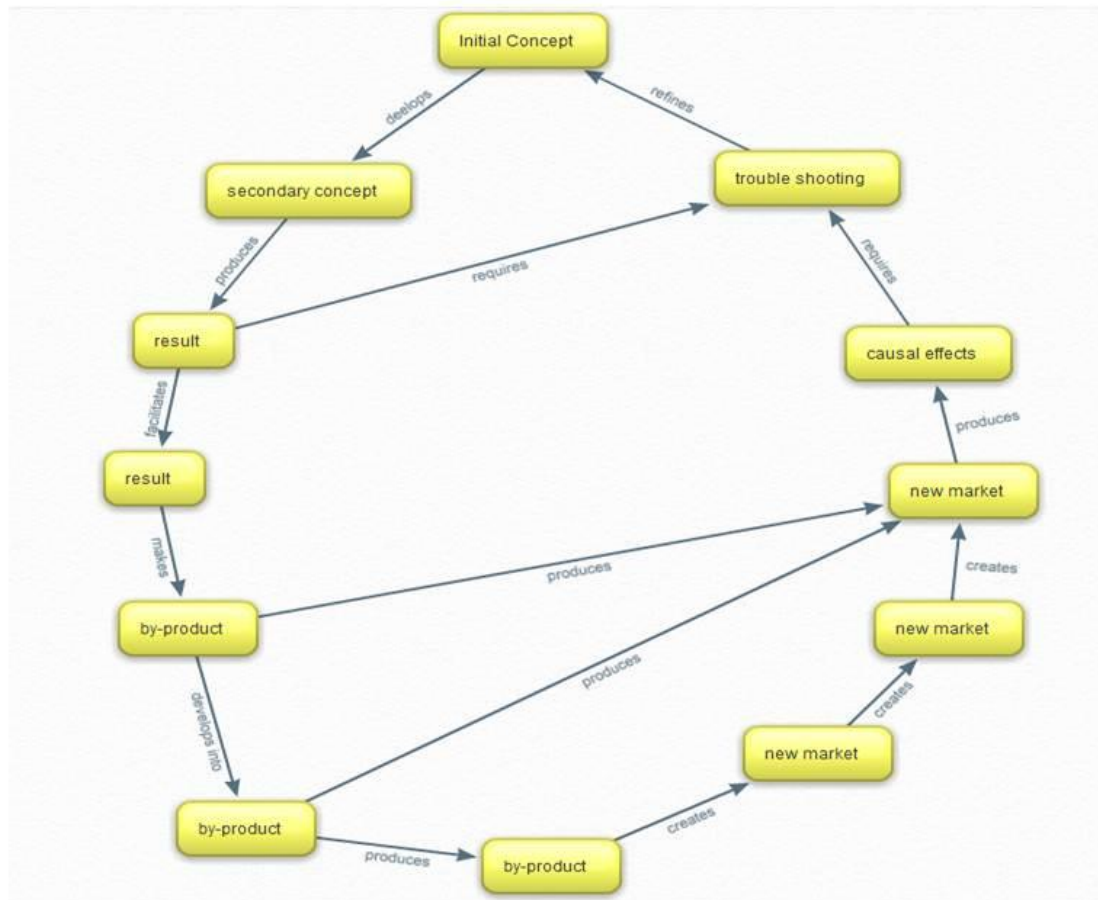 Initial Concept
deelops
refines
secondary concept
trouble shooting
produces
requires
requires
result
causal effects
facilitates
produces
result
new market
makes
produces
creates
by-product
new market
produces
develops into
creates
new market
by-product
creates
produces
by-product